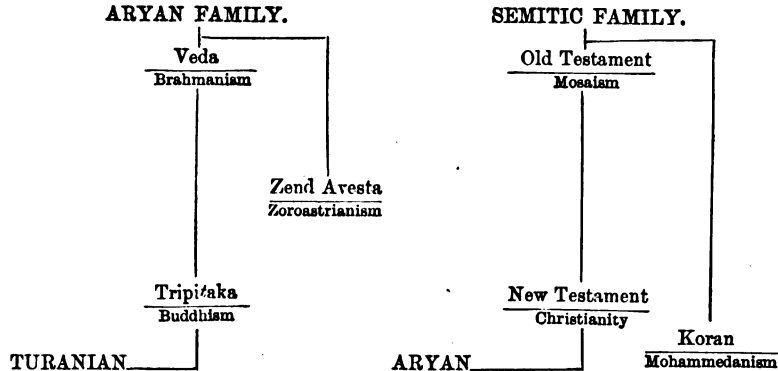 ARYAN FAMILY.
Veda
Brahmanism
Zend Avesta
Zoroastrianism
Tripitaka
Buddhism
TURANIAN
SEMITIC FAMILY.
Old Testament
Mosaism
New Testament
Christianity
Koran
Mohammedanism
ARYAN